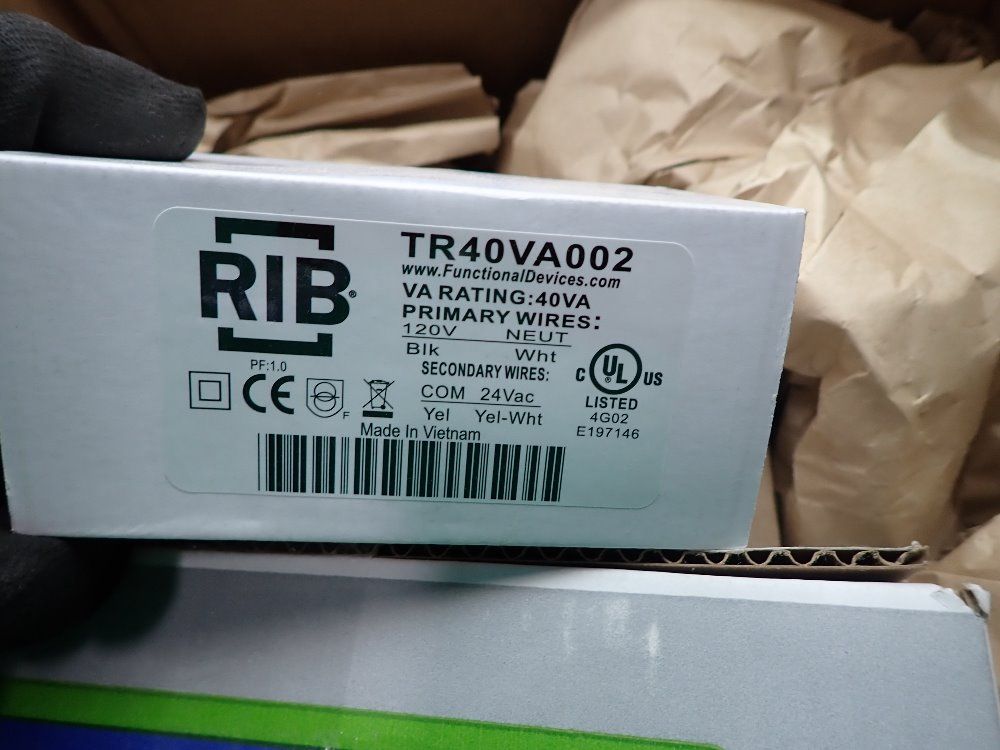 RIB®
TR40VA002
www.FunctionalDevices.com
VA RATING:40VA
PRIMARY WIRES:
120V NEUT
Blk Wht
SECONDARY WIRES:
COM 24Vac
Yel Yel-Wht
Made In Vietnam
PF:1.0
CE
F
C UL US
LISTED
4G02
E197146